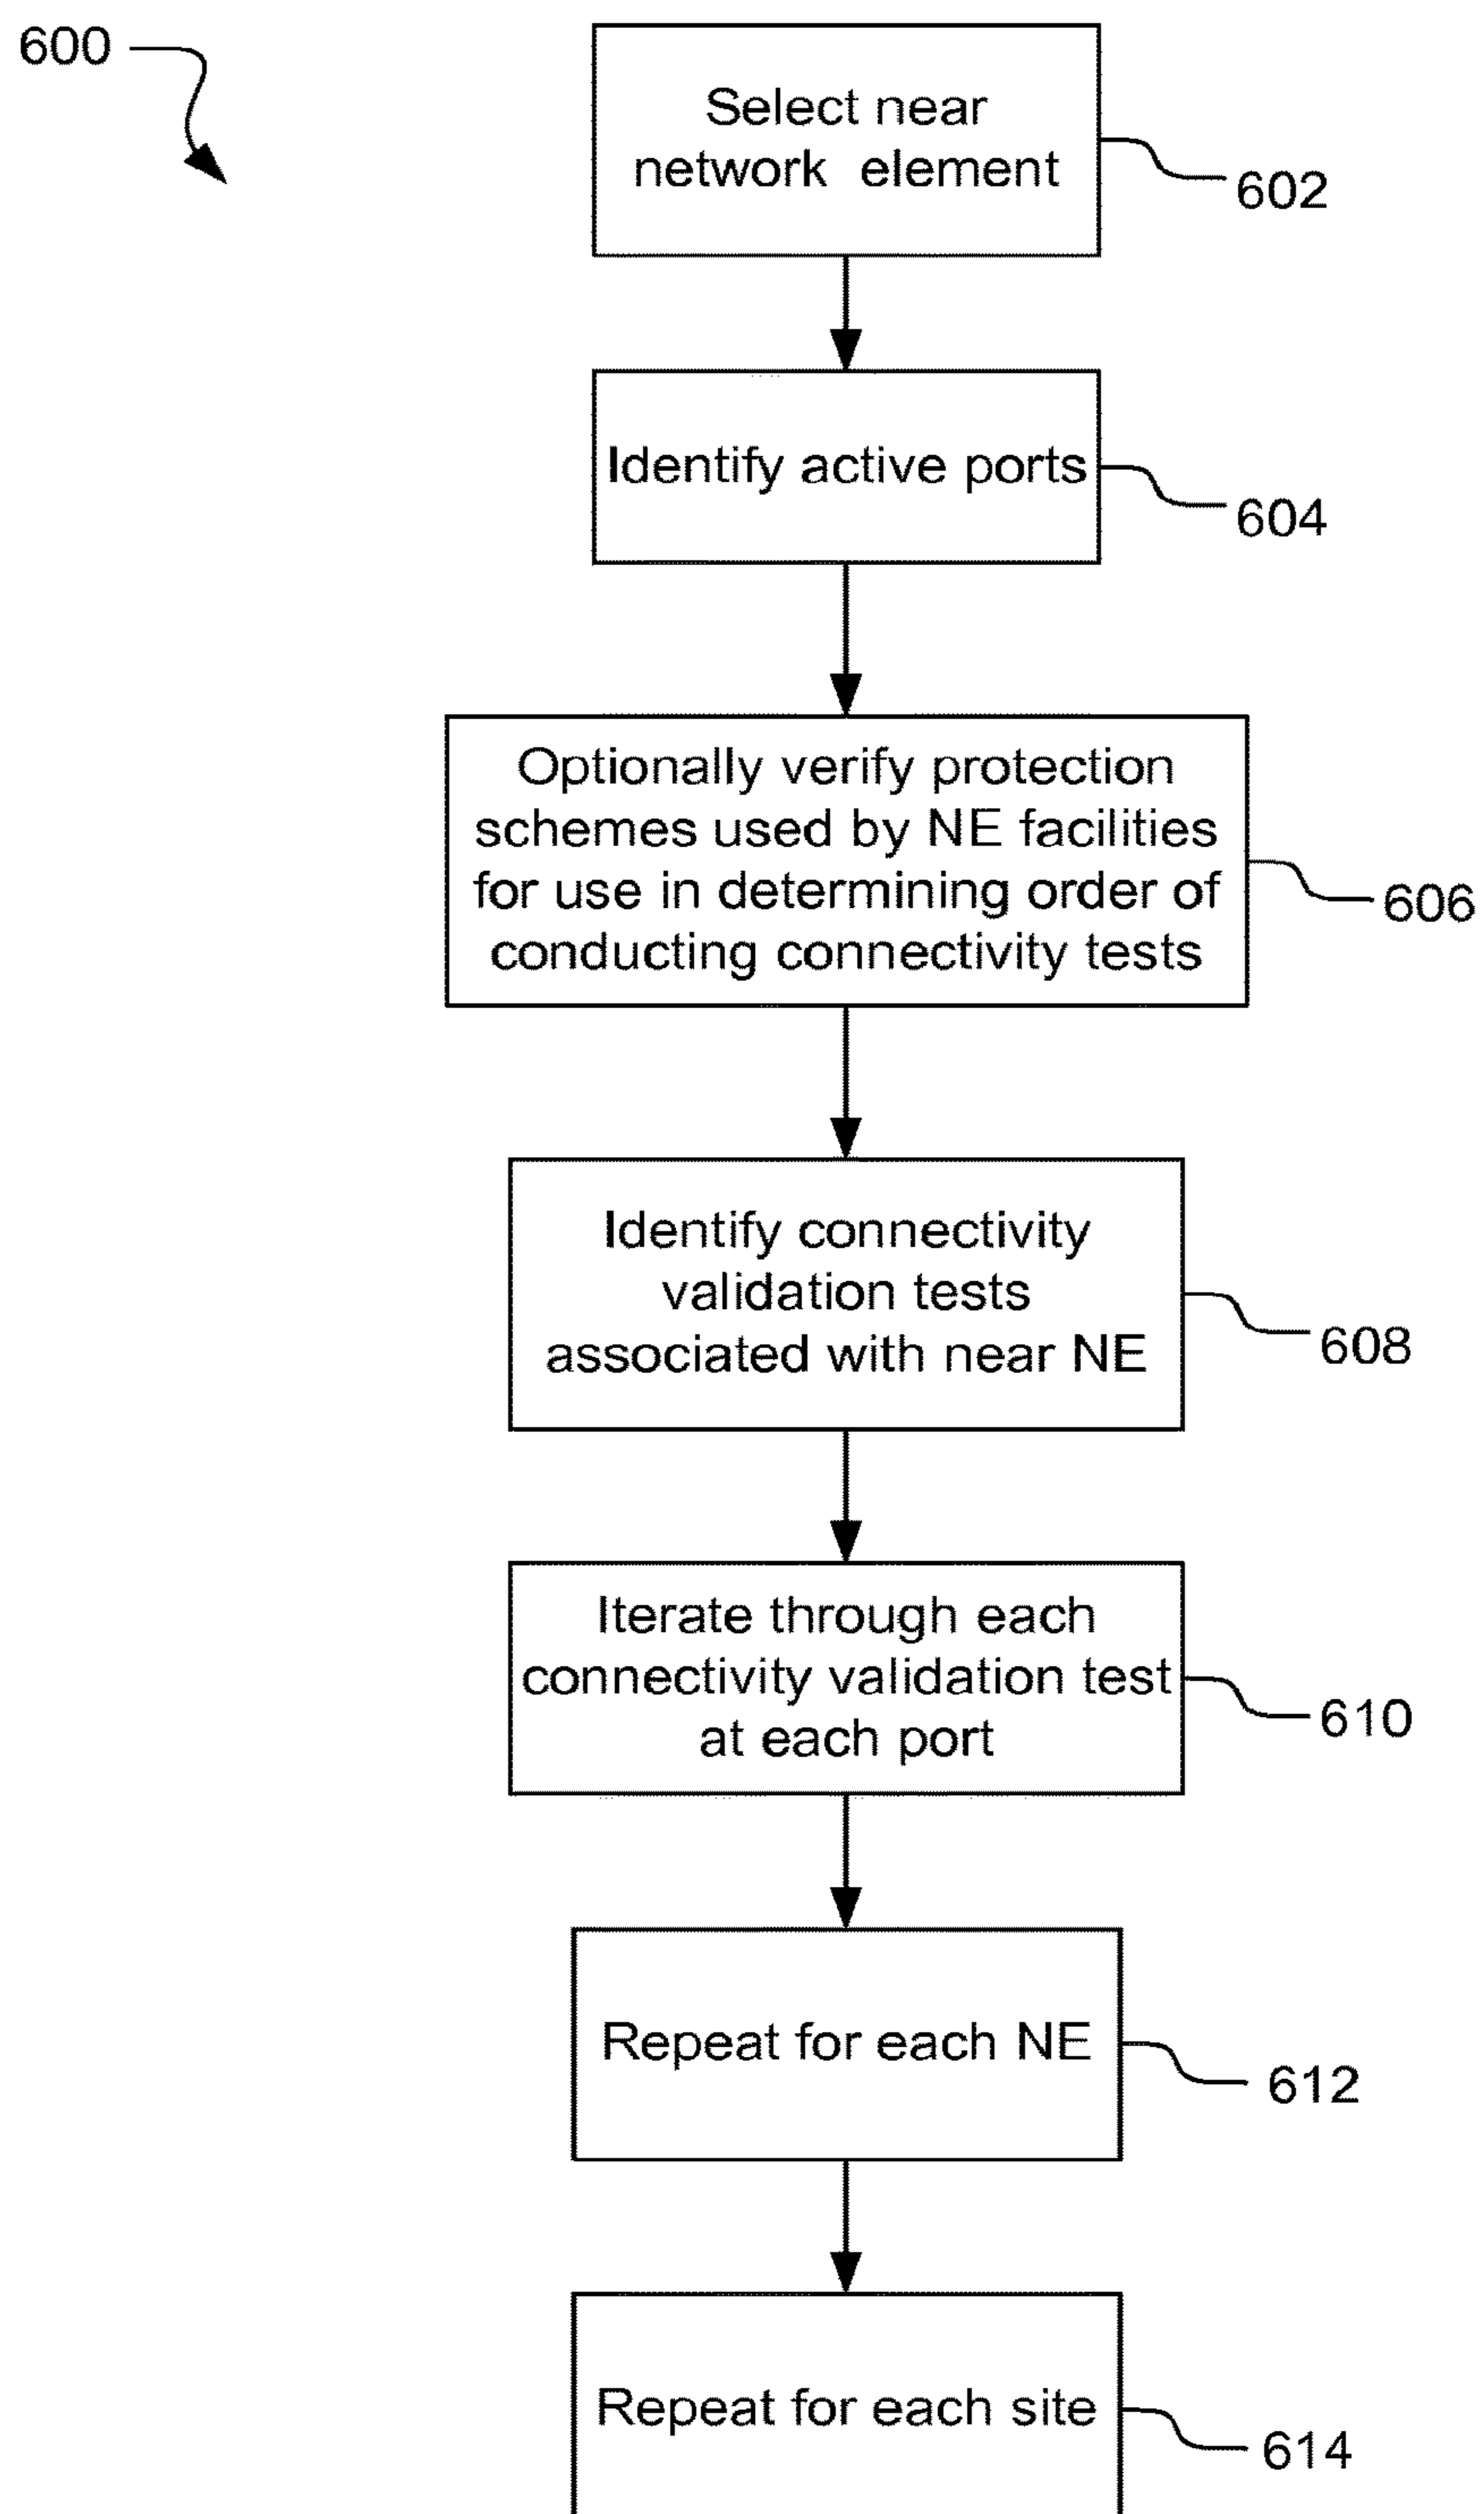 600
Select near
network element
602
Identify active ports
604
Optionally verify protection
schemes used by NE facilities
for use in determining order of
conducting connectivity tests
606
Identify connectivity
validation tests
associated with near NE
608
Iterate through each
connectivity validation test
at each port
610
Repeat for each NE
612
Repeat for each site
614